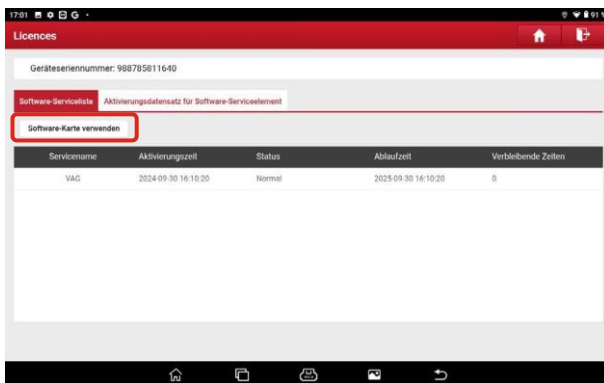 17:01 G · 91
Licences
Geräteseriennummer: 988785811640
Software-Serviceliste Aktivierungsdatensatz für Software-Serviceelement
Software-Karte verwenden
Servicename Aktivierungszeit Status Ablaufzeit Verbleibende Zeiten
VAG 2024-09-30 16:10:20 Normal 2025-09-30 16:10:20 0